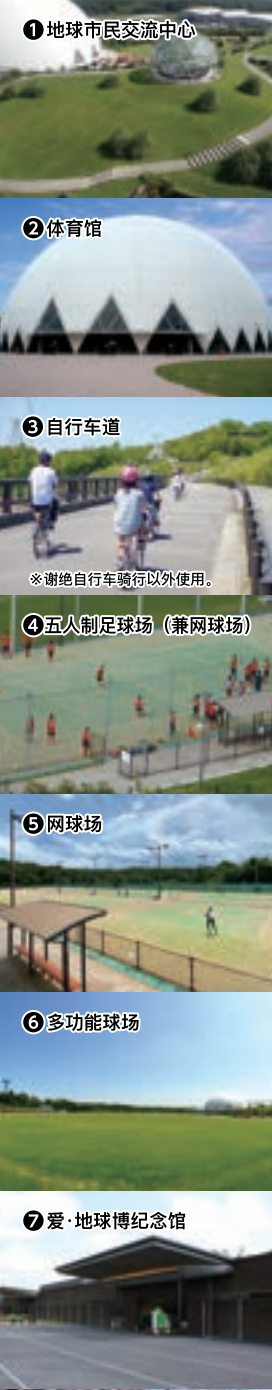 ❶地球市民交流中心
❷体育馆
❸自行车道
※谢绝自行车骑行以外使用。
❹五人制足球场（兼网球场）
❺网球场
❻多功能球场
❼爱·地球博纪念馆